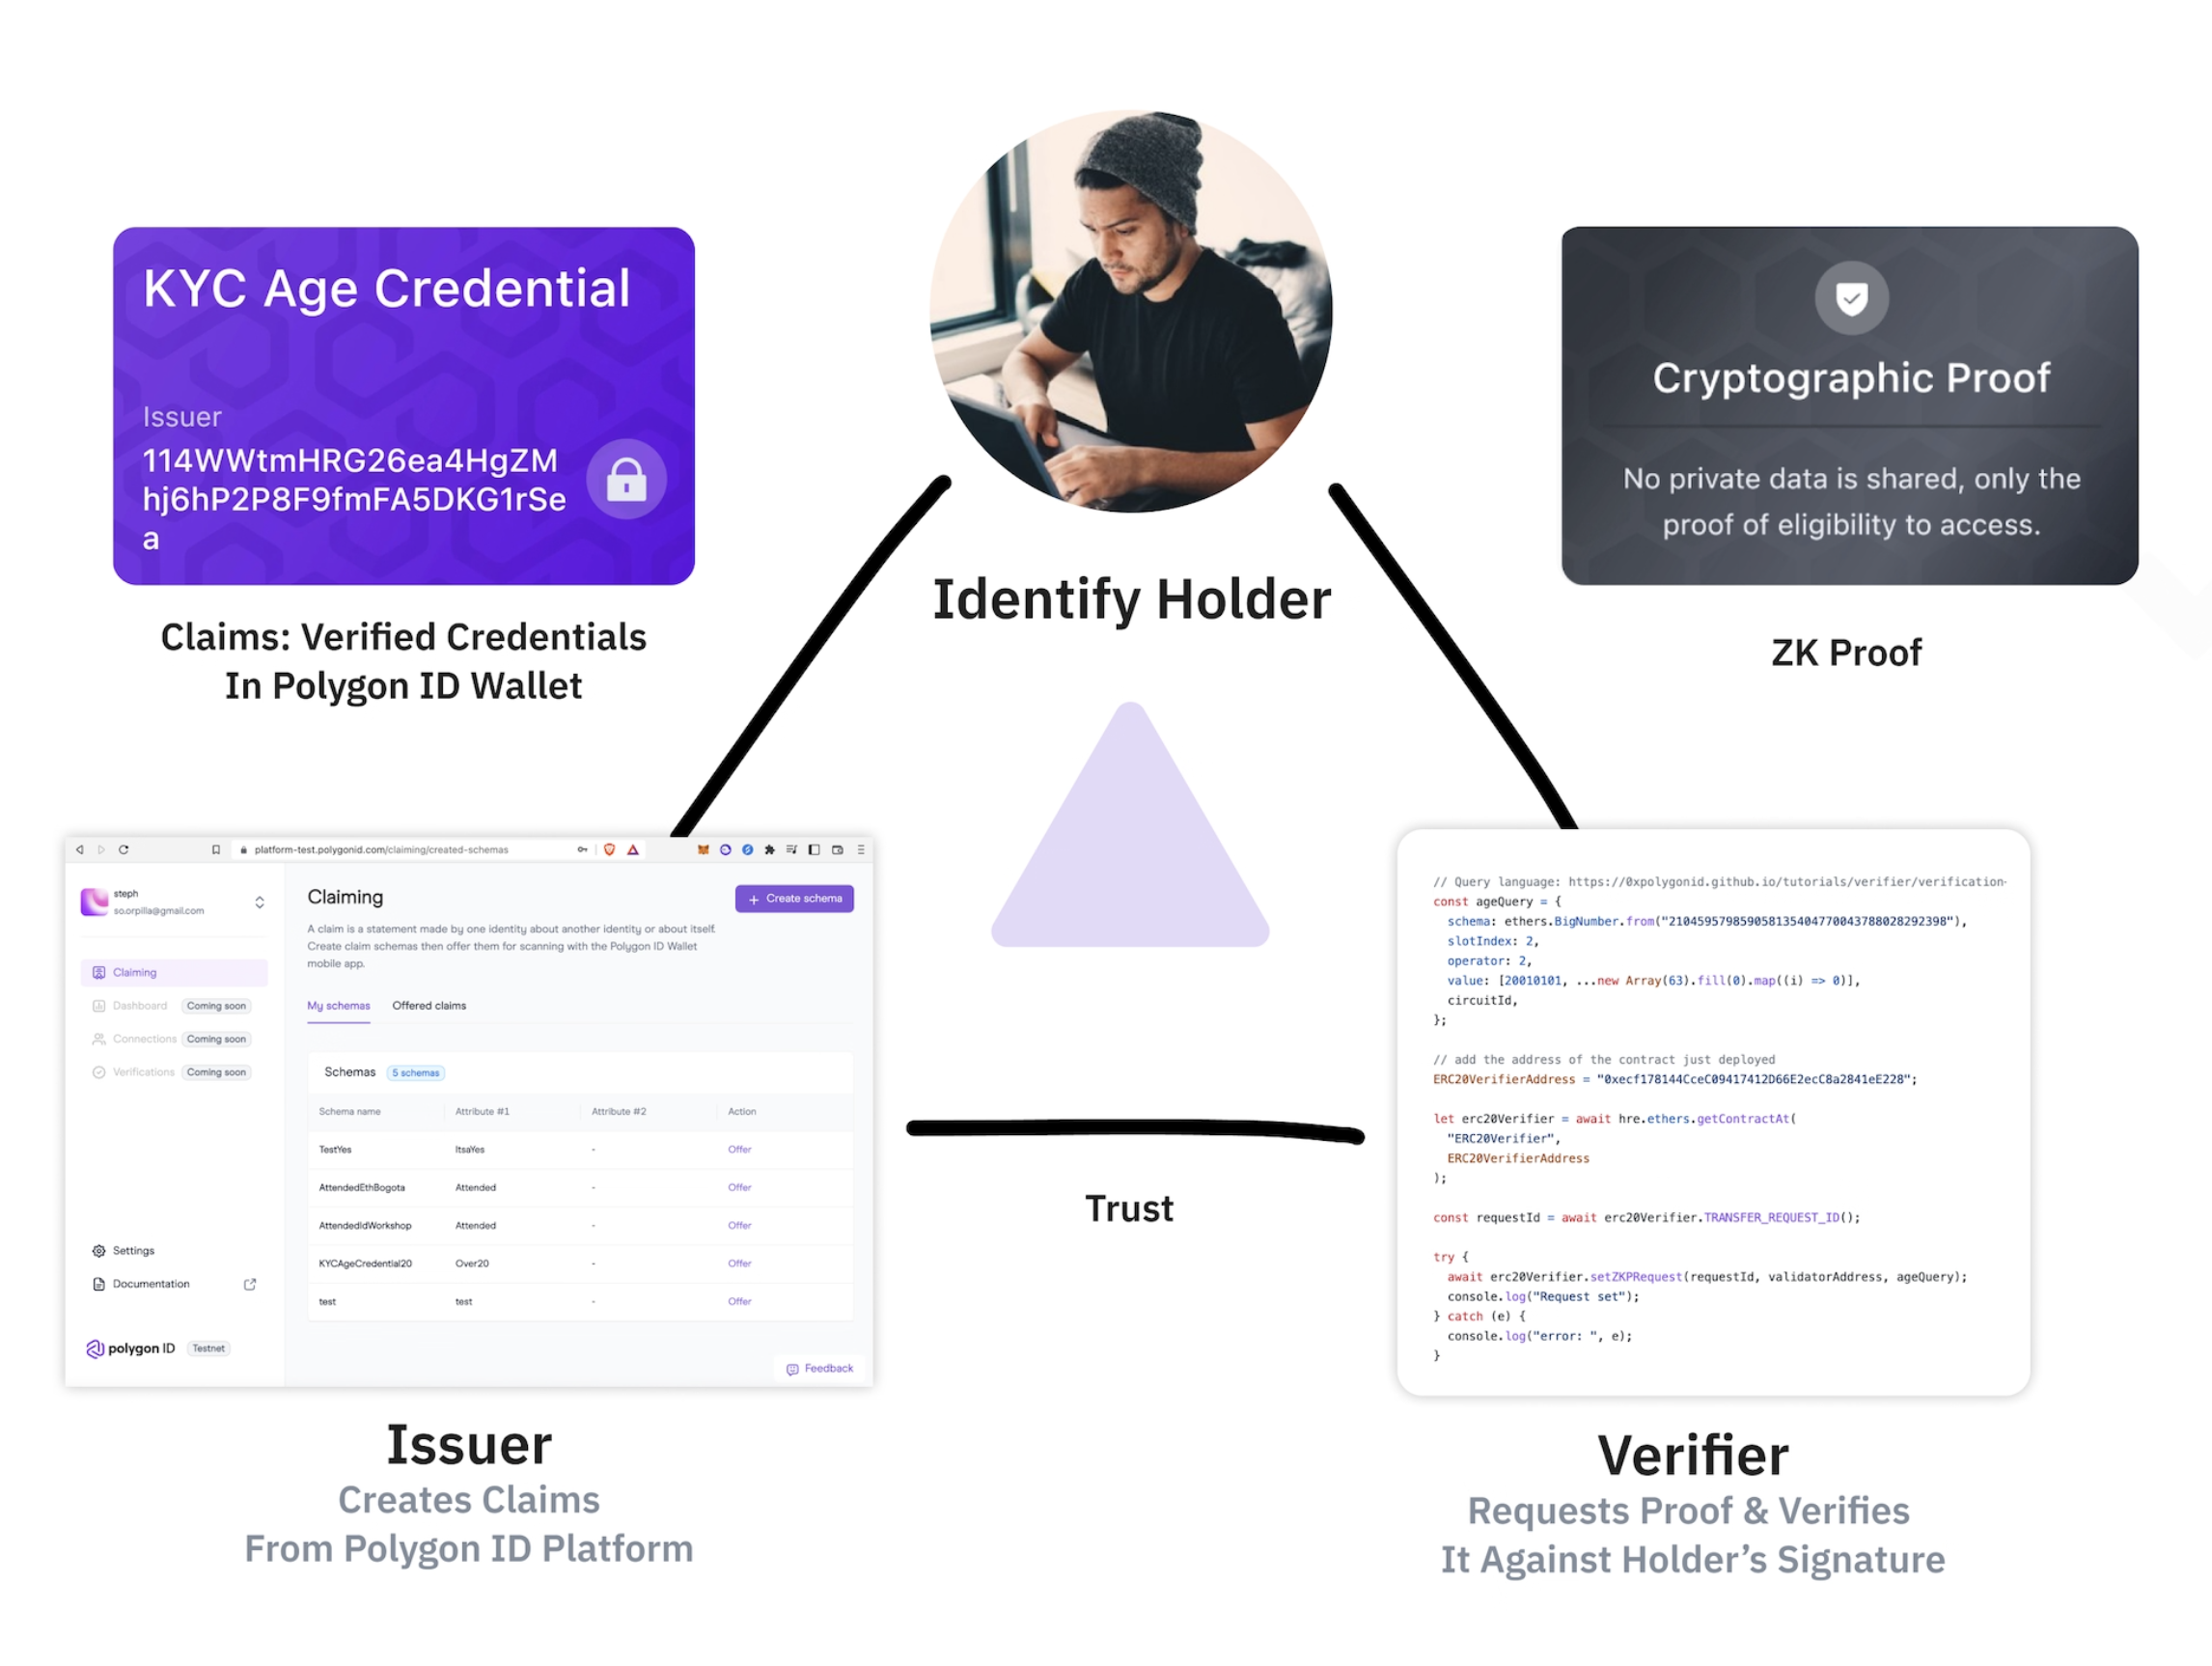 KYC Age Credential
Issuer
114WWtmHRG26ea4HgZM
hj6hP2P8F9fmFA5DKG1rSe
a
Claims: Verified Credentials
In Polygon ID Wallet
Identify Holder
Cryptographic Proof
No private data is shared, only the
proof of eligibility to access.
ZK Proof
platform-test.polygonid.com/claiming/created-schemas
steph
so.orpilla@gmail.com
Claiming
Dashboard Coming soon
Connections Coming soon
Verifications Coming soon
Settings
Documentation
polygon ID Testnet
Claiming
+ Create schema
A claim is a statement made by one identity about another identity or about itself.
Create claim schemas then offer them for scanning with the Polygon ID Wallet
mobile app.
My schemas Offered claims
Schemas 5 schemas
Schema name Attribute #1 Attribute #2 Action
TestYes ItsaYes - Offer
AttendedEthBogota Attended - Offer
AttendedIdWorkshop Attended - Offer
KYCAgeCredential20 Over20 - Offer
test test - Offer
Feedback
Issuer
Creates Claims
From Polygon ID Platform
Trust
// Query language: https://0xpolygonid.github.io/tutorials/verifier/verification-
const ageQuery = {
schema: ethers.BigNumber.from("210459579859058135404770043788028292398"),
slotIndex: 2,
operator: 2,
value: [20010101, ...new Array(63).fill(0).map((i) => 0)],
circuitId,
};
// add the address of the contract just deployed
ERC20VerifierAddress = "0xecf178144CceC09417412D66E2ecC8a2841eE228";
let erc20Verifier = await hre.ethers.getContractAt(
"ERC20Verifier",
ERC20VerifierAddress
);
const requestId = await erc20Verifier.TRANSFER_REQUEST_ID();
try {
await erc20Verifier.setZKPRequest(requestId, validatorAddress, ageQuery);
console.log("Request set");
} catch (e) {
console.log("error: ", e);
}
Verifier
Requests Proof & Verifies
It Against Holder’s Signature